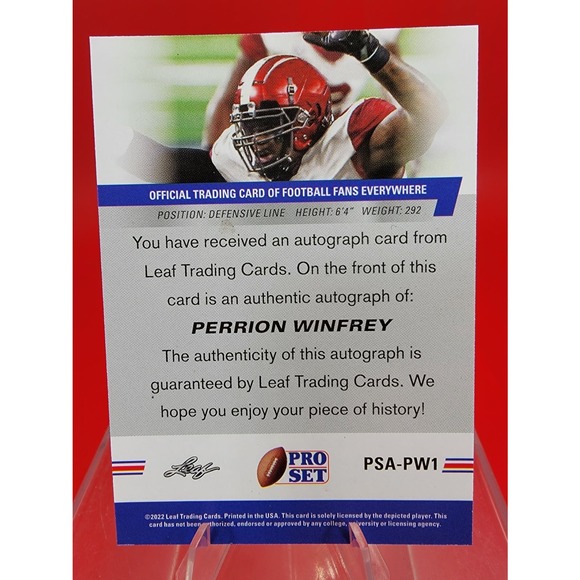 OFFICIAL TRADING CARD OF FOOTBALL FANS EVERYWHERE
POSITION: DEFENSIVE LINE HEIGHT: 6'4" WEIGHT: 292
You have received an autograph card from
Leaf Trading Cards. On the front of this
card is an authentic autograph of:
PERRION WINFREY
The authenticity of this autograph is
guaranteed by Leaf Trading Cards. We
hope you enjoy your piece of history!
Leaf
PRO
SET
PSA-PW1
©2022 Leaf Trading Cards. Printed in the USA. This card is solely licensed by the depicted player. This
card has not been authorized, endorsed or approved by any college, university or licensing agency.